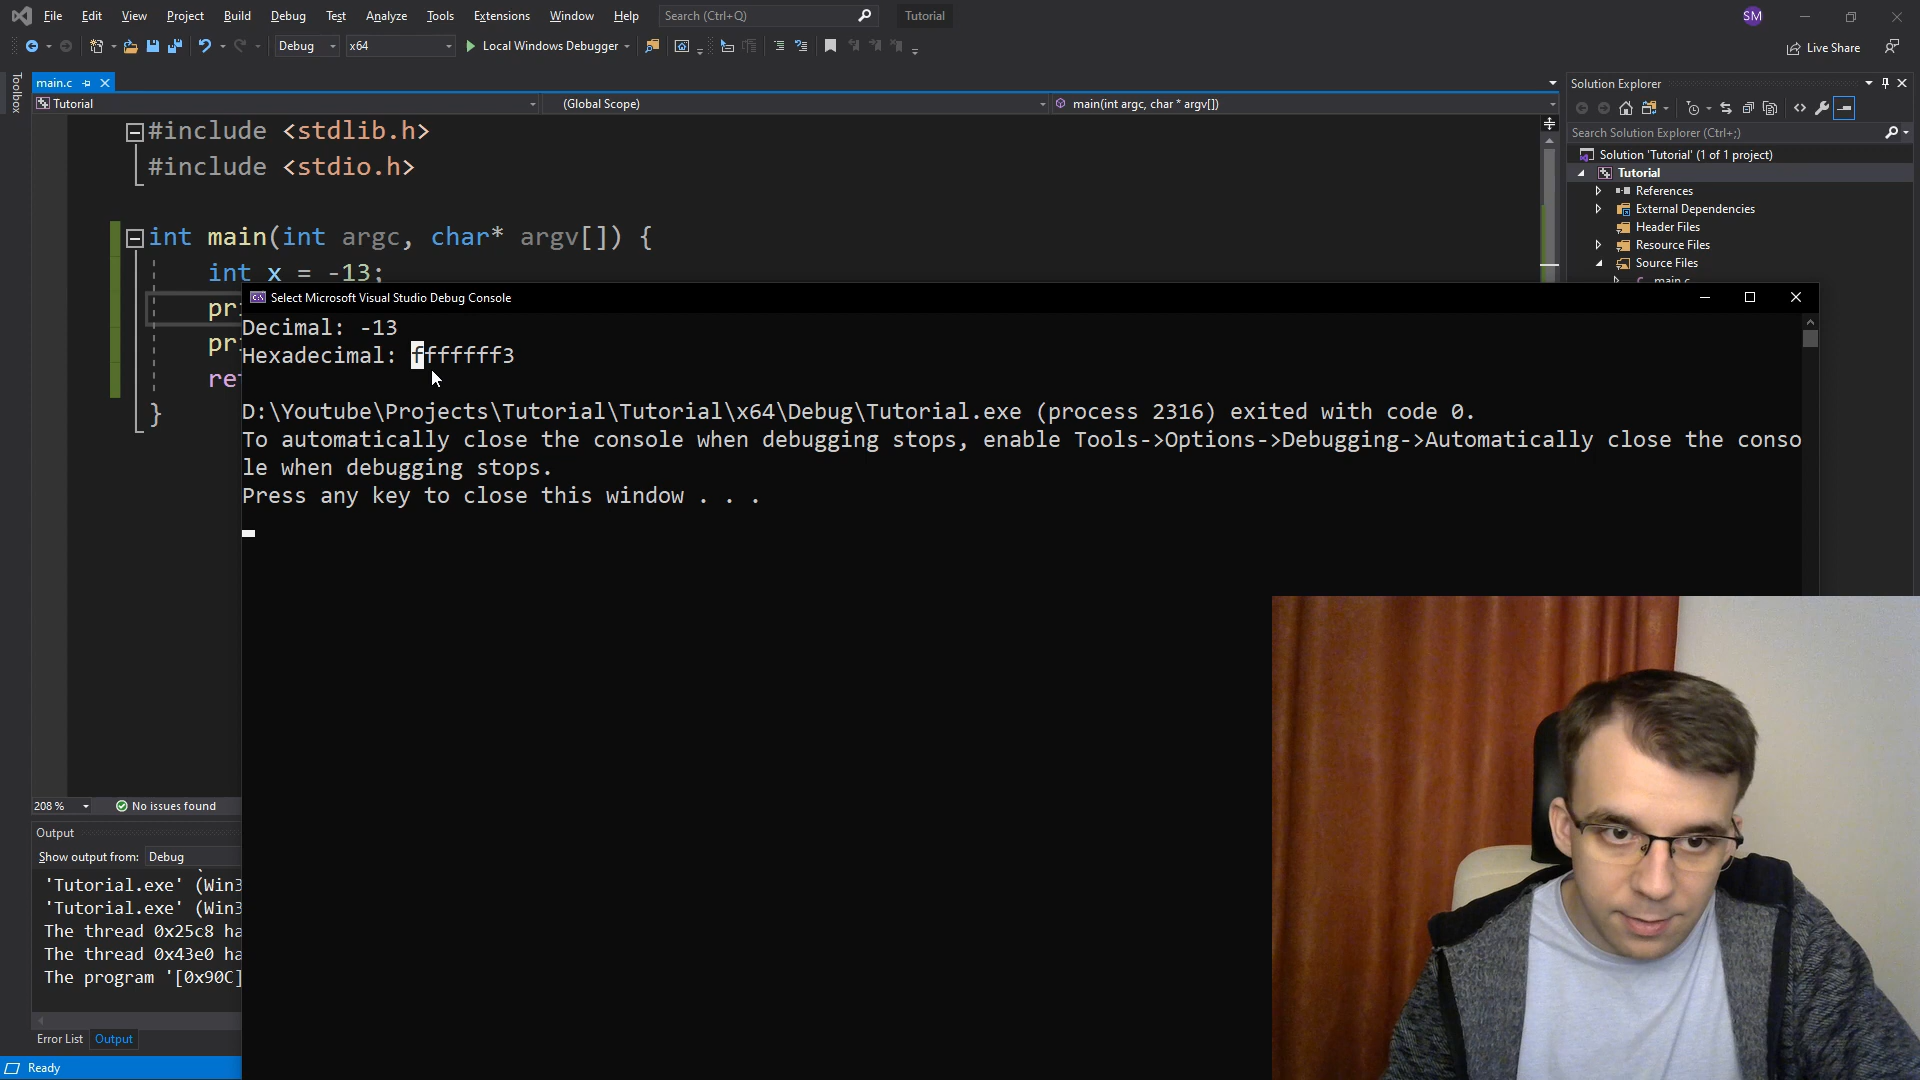 File Edit View Project Build Debug Test Analyze Tools Extensions Window Help Search (Ctrl+Q) Tutorial SM
Debug x64 Local Windows Debugger Live Share
Toolbox
main.c
Tutorial (Global Scope) main(int argc, char * argv[])
#include <stdlib.h>
#include <stdio.h>
int main(int argc, char* argv[]) {
int x = -13;
pri
pri
ret
}
Select Microsoft Visual Studio Debug Console
Decimal: -13
Hexadecimal: fffffff3
D:\Youtube\Projects\Tutorial\Tutorial\x64\Debug\Tutorial.exe (process 2316) exited with code 0.
To automatically close the console when debugging stops, enable Tools->Options->Debugging->Automatically close the conso
le when debugging stops.
Press any key to close this window . . .
Solution Explorer
Search Solution Explorer (Ctrl+;)
Solution 'Tutorial' (1 of 1 project)
Tutorial
References
External Dependencies
Header Files
Resource Files
Source Files
main.c
208 % No issues found
Output
Show output from: Debug
'Tutorial.exe' (Win3
'Tutorial.exe' (Win3
The thread 0x25c8 ha
The thread 0x43e0 ha
The program '[0x90C]
Error List Output
Ready